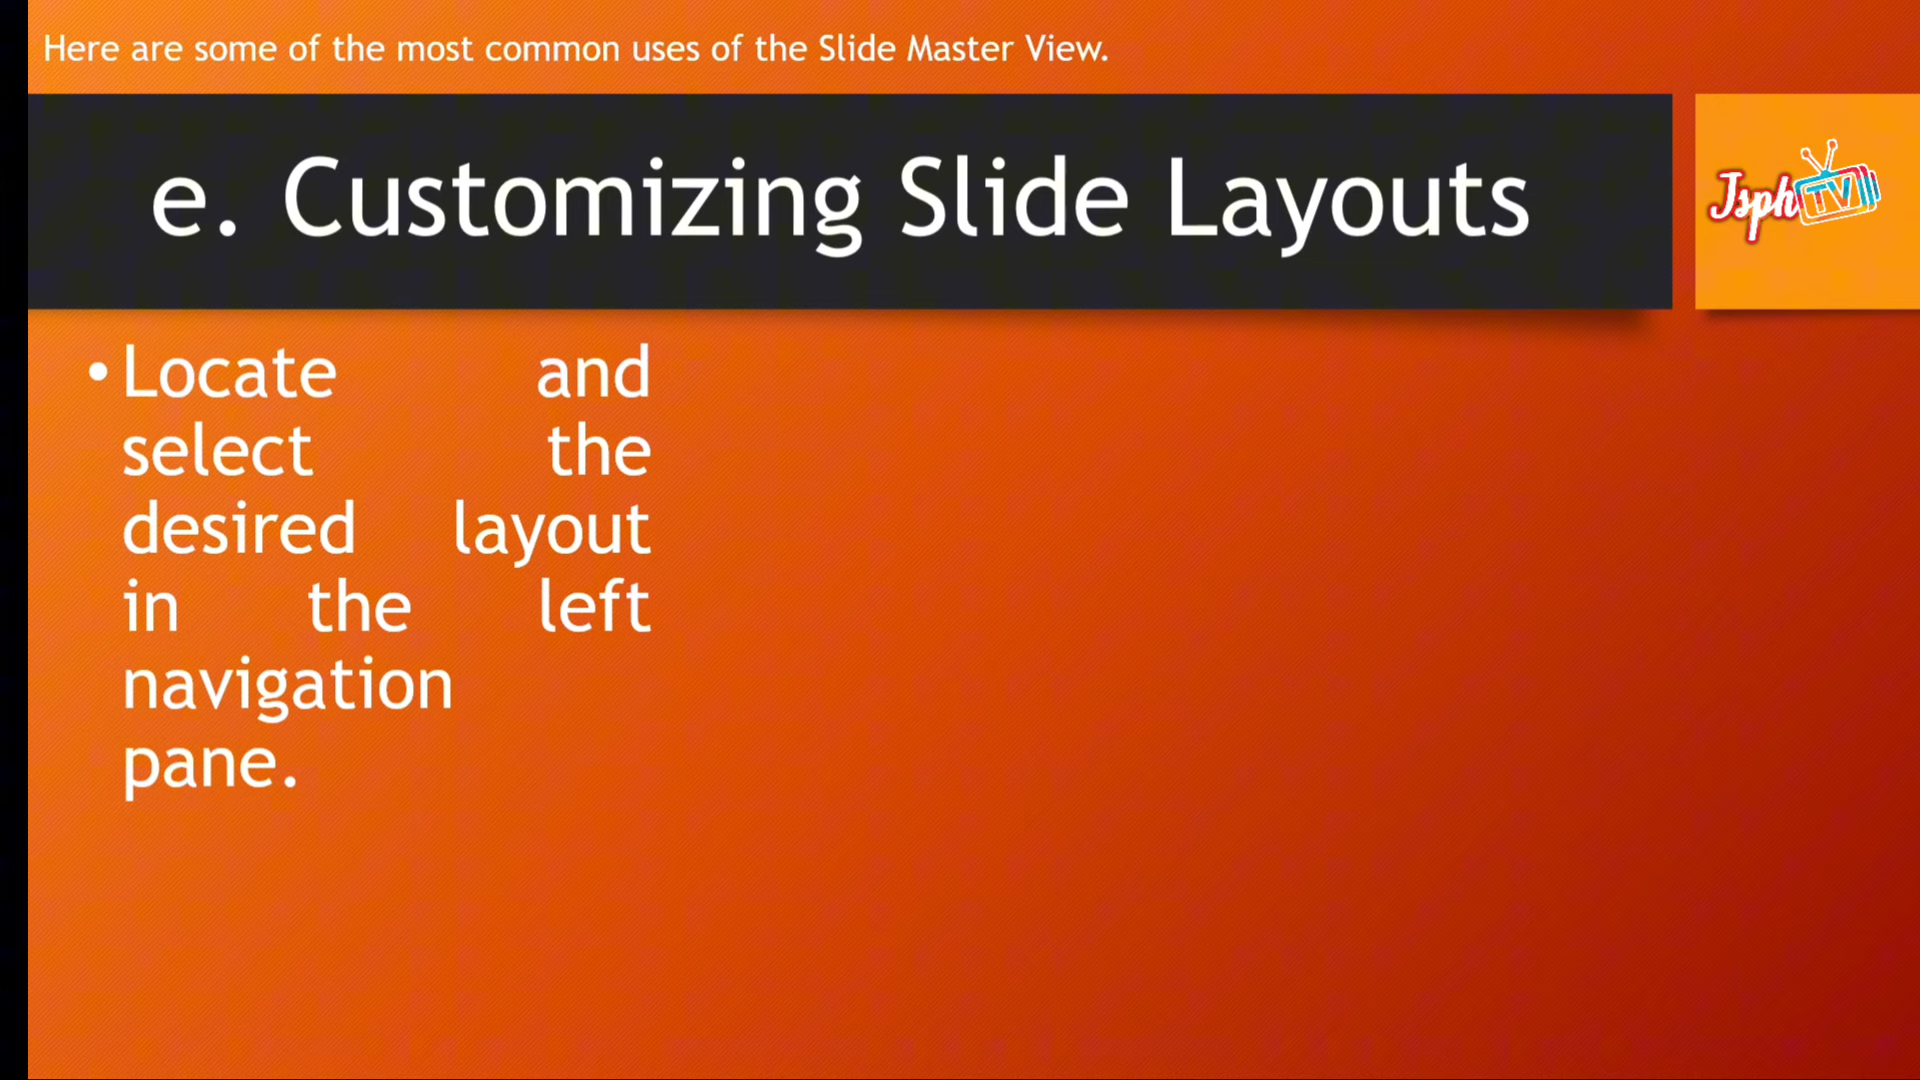 Here are some of the most common uses of the Slide Master View.
e. Customizing Slide Layouts
Jsph TV
• Locate and
select the
desired layout
in the left
navigation
pane.